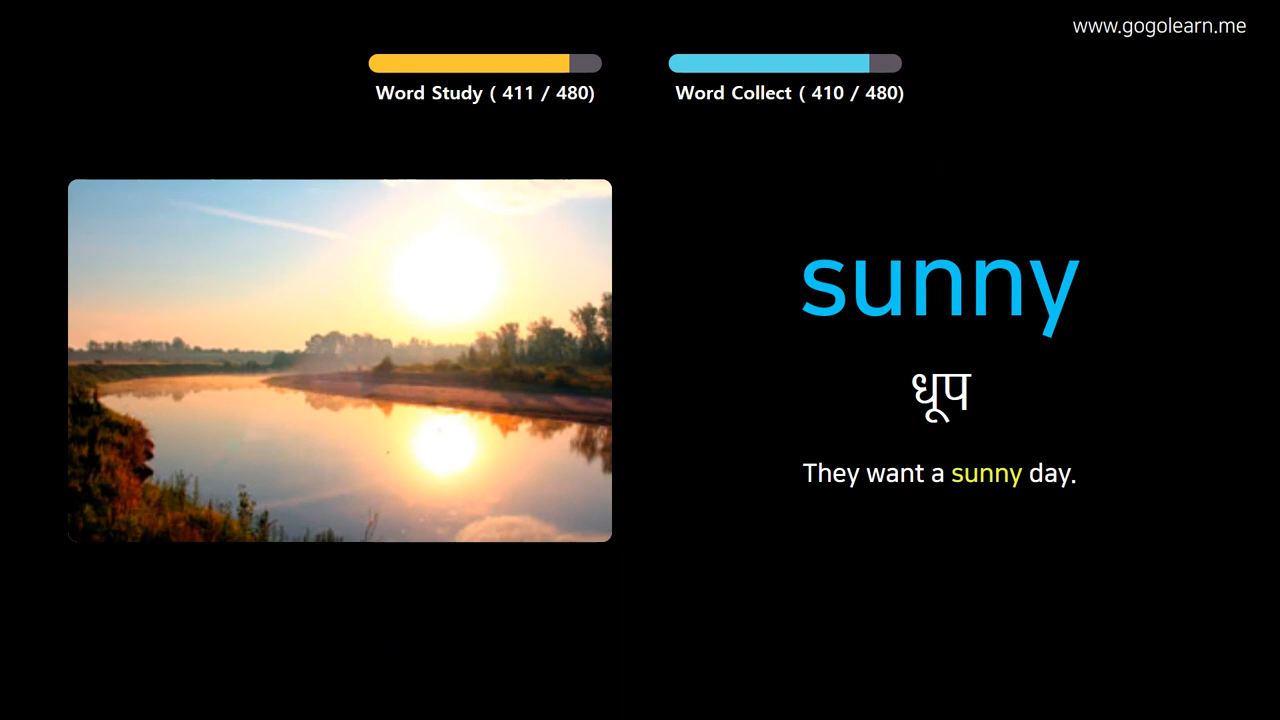 www.gogolearn.me
Word Study ( 411 / 480)
Word Collect ( 410 / 480)
sunny
धूप
They want a sunny day.